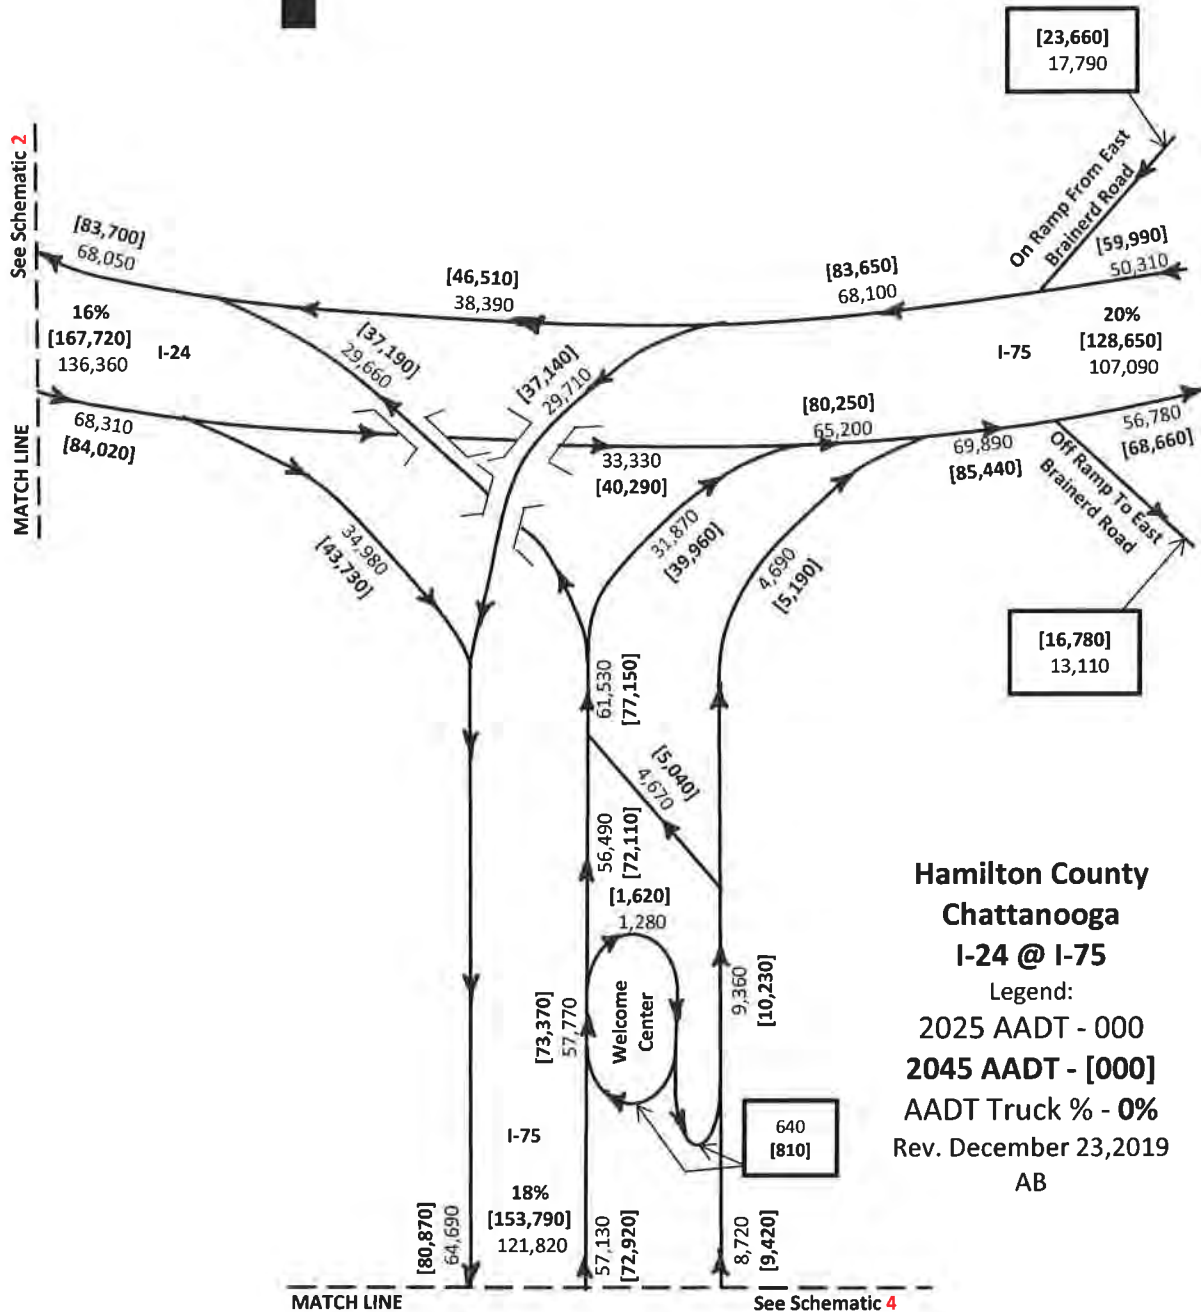 [23,660]
17,790
See Schematic 2
On Ramp From East
Brainerd Road
[83,700]
68,050
[46,510]
38,390
[83,650]
68,100
[59,990]
50,310
16%
[167,720]
136,360
I-24
[37,190]
29,660
[37,140]
29,710
I-75
20%
[128,650]
107,090
MATCH LINE
68,310
[84,020]
[80,250]
65,200
33,330
[40,290]
69,890
[85,440]
56,780
[68,660]
Off Ramp To East
Brainerd Road
34,980
[43,730]
31,870
[39,960]
4,690
[5,190]
[16,780]
13,110
61,530
[77,150]
[5,040]
4,670
56,490
[72,110]
[1,620]
1,280
Welcome
Center
[73,370]
57,770
9,360
[10,230]
640
[810]
I-75
18%
[153,790]
121,820
[80,870]
64,690
57,130
[72,920]
8,720
[9,420]
MATCH LINE
See Schematic 4
Hamilton County
Chattanooga
I-24 @ I-75
Legend:
2025 AADT - 000
2045 AADT - [000]
AADT Truck % - 0%
Rev. December 23,2019
AB